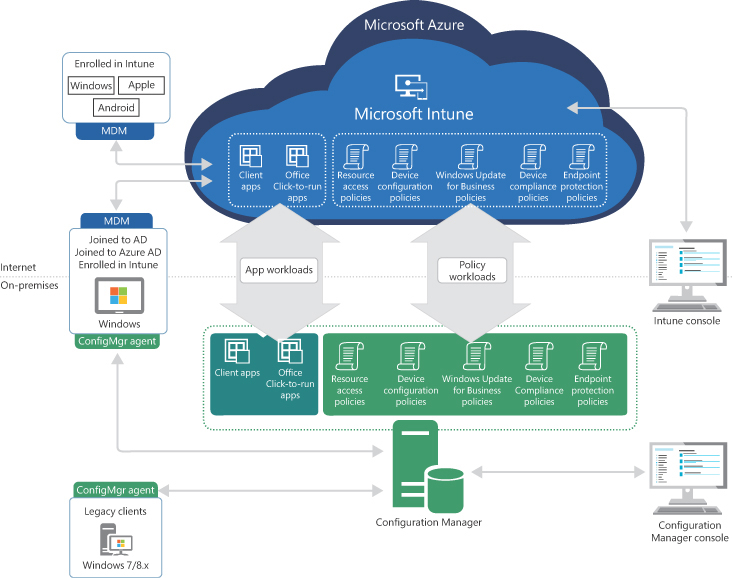 Microsoft Azure
Enrolled in Intune
Windows
Apple
Android
MDM
Microsoft Intune
Client
apps
Office
Click-to-run
apps
Resource
access
policies
Device
configuration
policies
Windows Update
for Business
policies
Device
compliance
policies
Endpoint
protection
policies
MDM
Joined to AD
Joined to Azure AD
Enrolled in Intune
Windows
ConfigMgr agent
Internet
On-premises
App workloads
Policy
workloads
Intune console
Client apps
Office
Click-to-run
apps
Resource
access
policies
Device
configuration
policies
Windows Update
for Business
policies
Device
Compliance
policies
Endpoint
protection
policies
ConfigMgr agent
Legacy clients
Windows 7/8.x
Configuration Manager
Configuration
Manager console